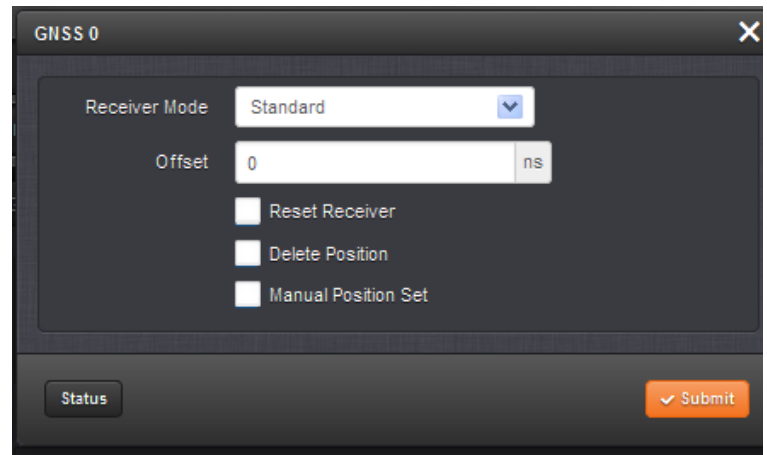 GNSS 0
Receiver Mode Standard
Offset 0 ns
Reset Receiver
Delete Position
Manual Position Set
Status Submit